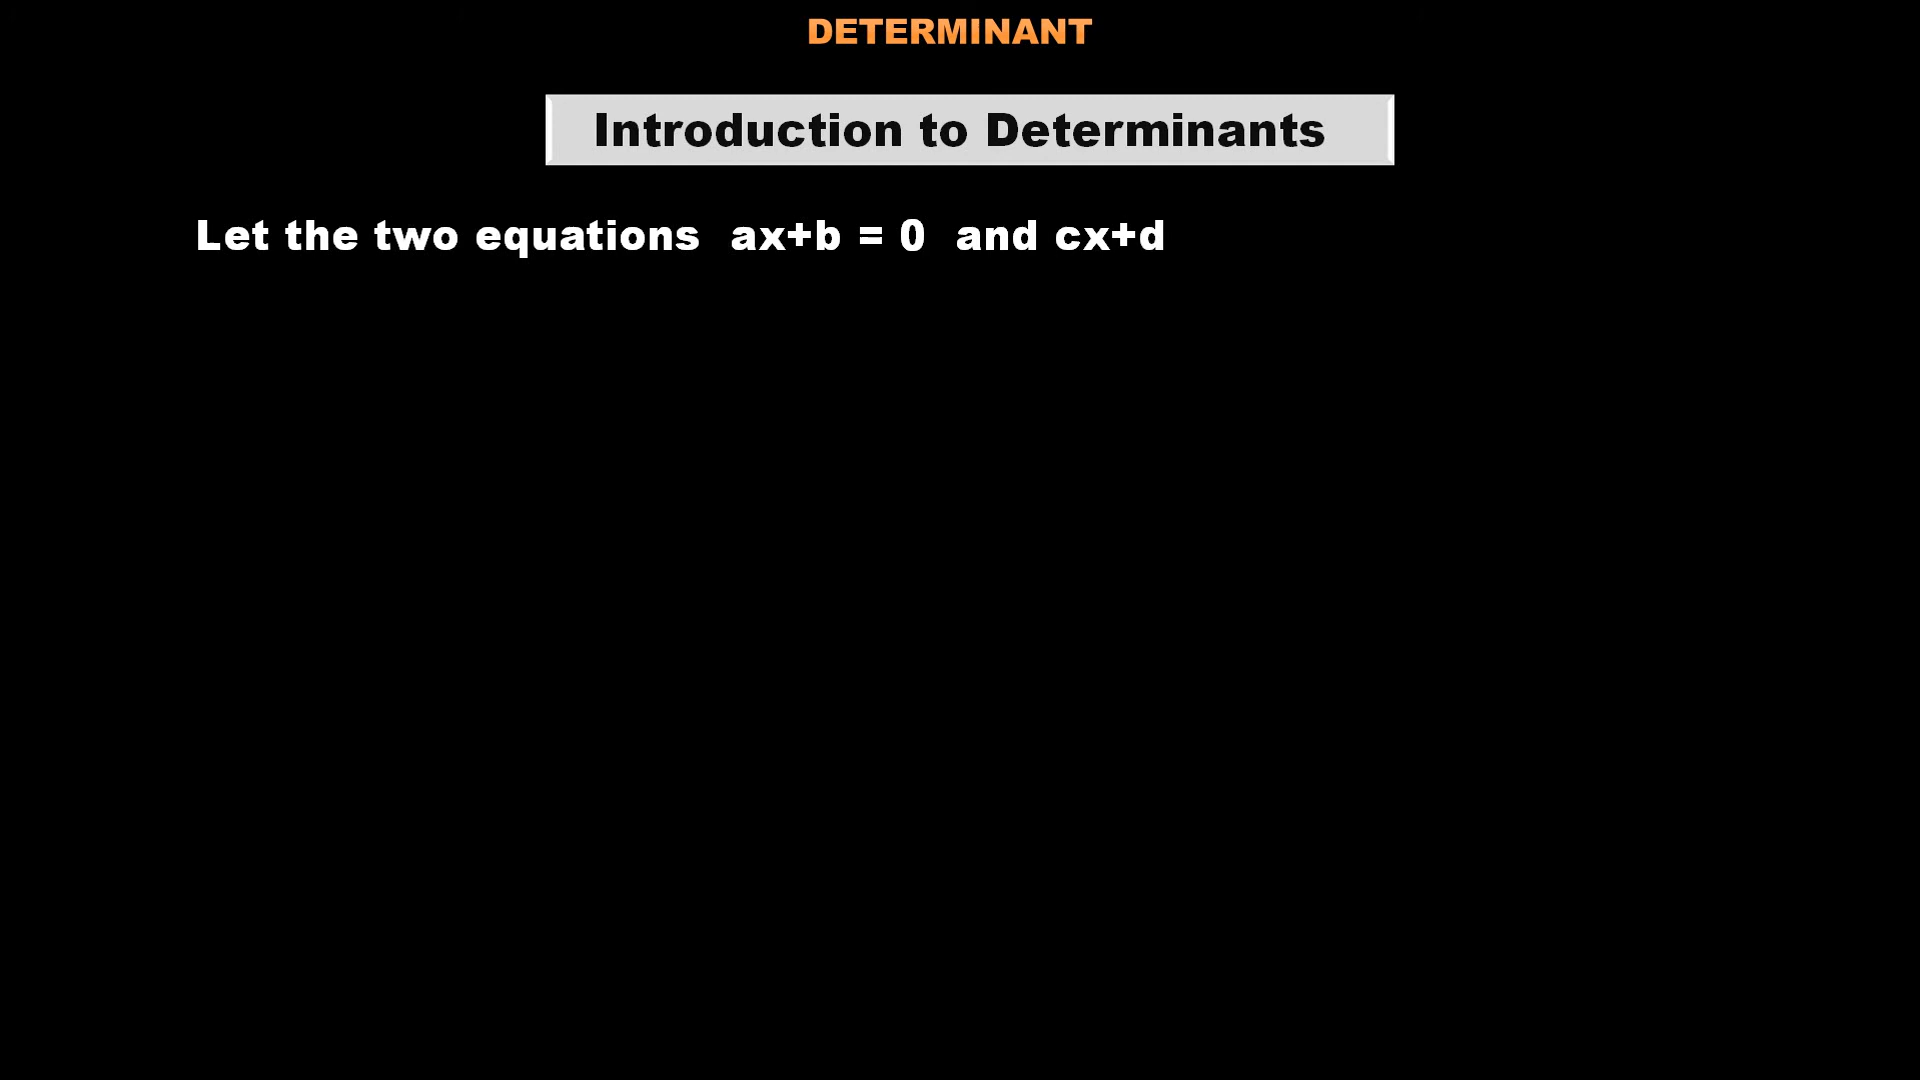 DETERMINANT
Introduction to Determinants
Let the two equations ax+b = 0 and cx+d